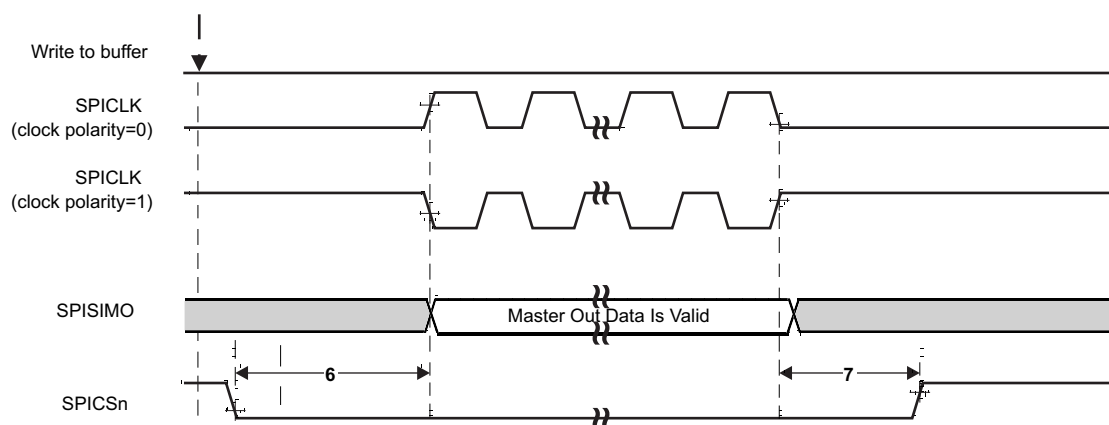 Write to buffer
SPICLK
(clock polarity=0)
SPICLK
(clock polarity=1)
SPISIMO
Master Out Data Is Valid
6
7
SPICSn